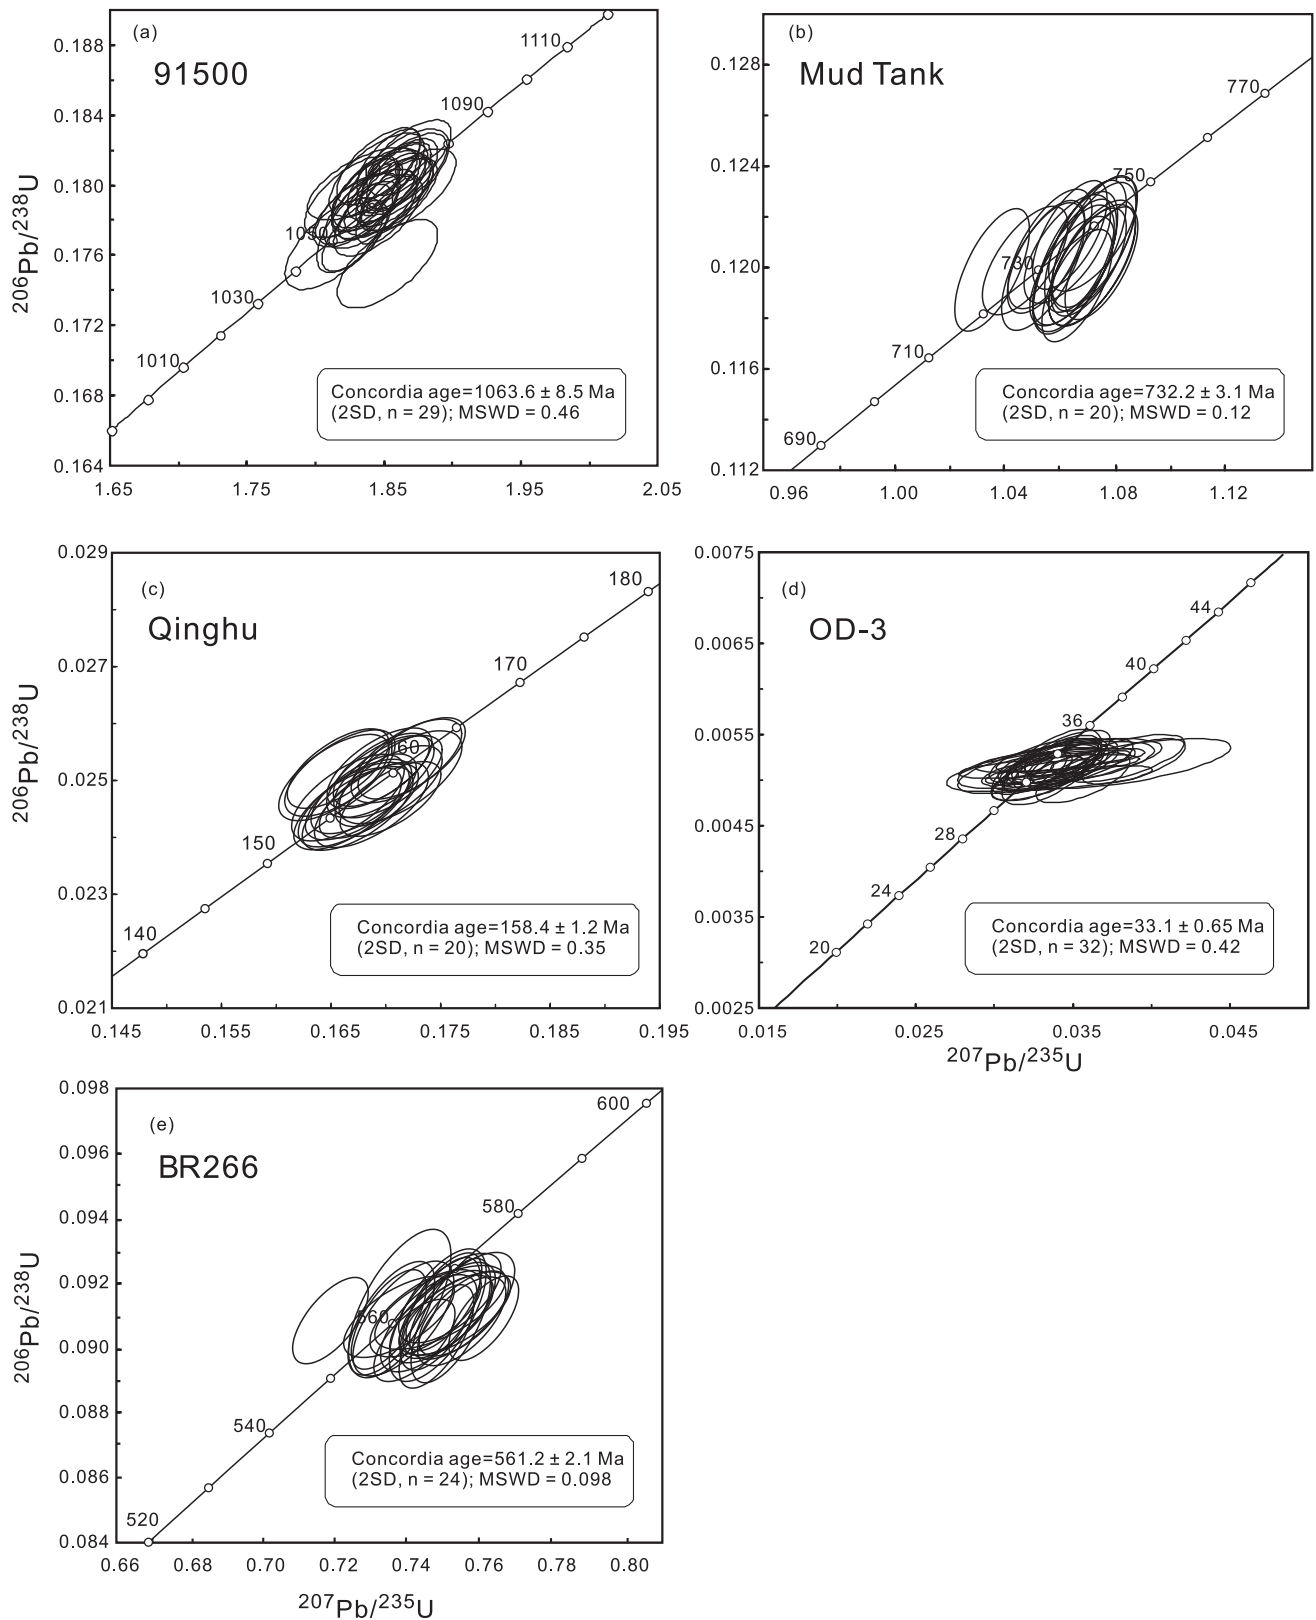 (a)
91500
0.188
0.184
0.180
0.176
0.172
0.168
0.164
206Pb/238U
1110
1090
1050
1030
1010
Concordia age=1063.6 ± 8.5 Ma
(2SD, n = 29); MSWD = 0.46
1.65 1.75 1.85 1.95 2.05
(b)
Mud Tank
0.128
0.124
0.120
0.116
0.112
770
750
730
710
690
Concordia age=732.2 ± 3.1 Ma
(2SD, n = 20); MSWD = 0.12
0.96 1.00 1.04 1.08 1.12
(c)
Qinghu
0.029
0.027
0.025
0.023
0.021
206Pb/238U
180
170
150
140
Concordia age=158.4 ± 1.2 Ma
(2SD, n = 20); MSWD = 0.35
0.145 0.155 0.165 0.175 0.185 0.195
(d)
OD-3
0.0075
0.0065
0.0055
0.0045
0.0035
0.0025
44
40
36
28
24
20
Concordia age=33.1 ± 0.65 Ma
(2SD, n = 32); MSWD = 0.42
0.015 0.025 0.035 0.045
207Pb/235U
(e)
BR266
0.098
0.096
0.094
0.092
0.090
0.088
0.086
0.084
206Pb/238U
600
580
560
540
520
Concordia age=561.2 ± 2.1 Ma
(2SD, n = 24); MSWD = 0.098
0.66 0.68 0.70 0.72 0.74 0.76 0.78 0.80
207Pb/235U